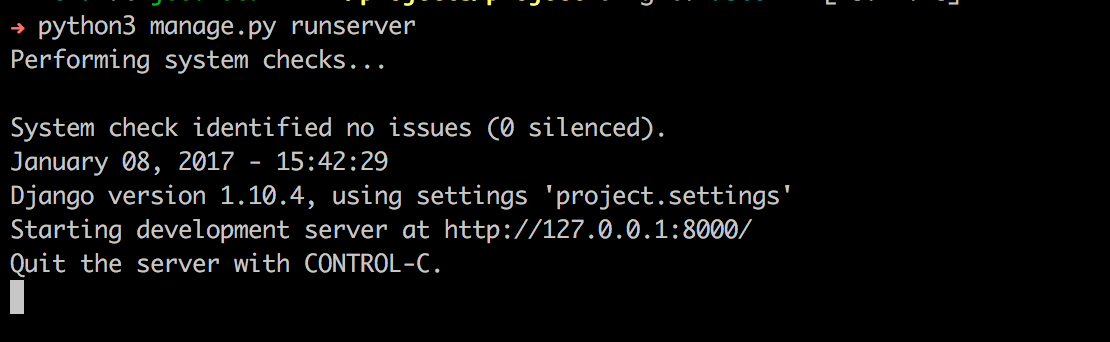 → python3 manage.py runserver
Performing system checks...
System check identified no issues (0 silenced).
January 08, 2017 - 15:42:29
Django version 1.10.4, using settings 'project.settings'
Starting development server at http://127.0.0.1:8000/
Quit the server with CONTROL-C.